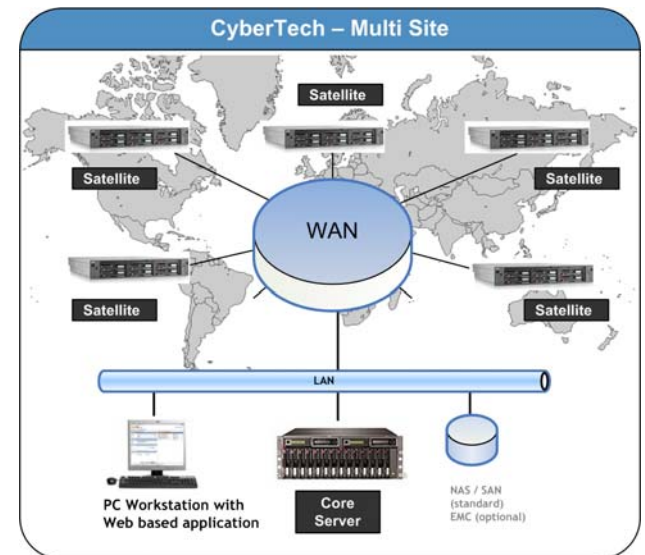 CyberTech – Multi Site
Satellite
Satellite
Satellite
WAN
Satellite
Satellite
LAN
PC Workstation with
Web based application
Core
Server
NAS / SAN
(standard)
EMC (optional)